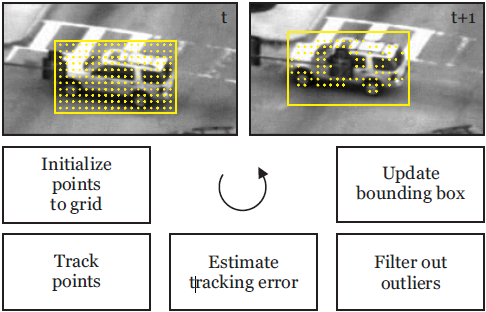 t
t+1
Initialize
points
to grid
Update
bounding box
Track
points
Estimate
tracking error
Filter out
outliers